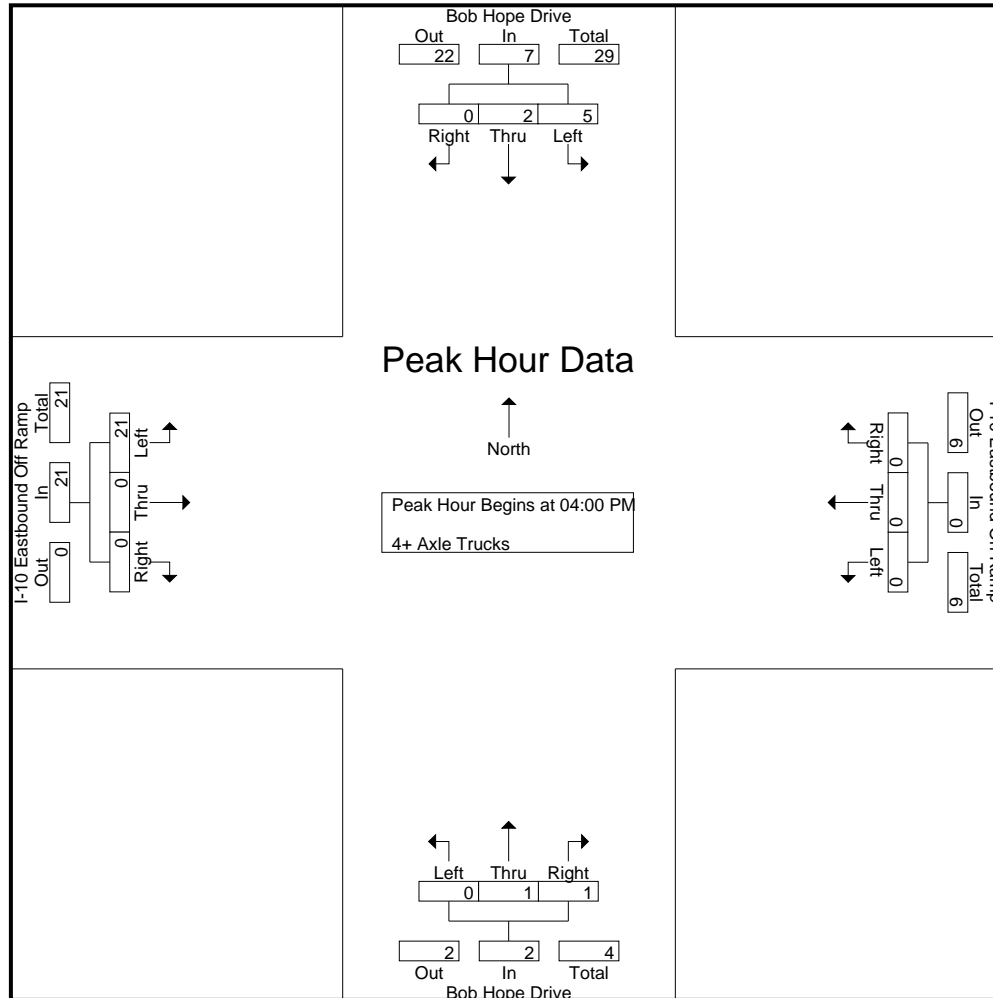 Bob Hope Drive
Out In Total
22 7 29
0 2 5
Right Thru Left
Peak Hour Data
North
Peak Hour Begins at 04:00 PM
4+ Axle Trucks
I-10 Eastbound Off Ramp
Total In Out
21 21 0
21 0 0
Left Thru Right
Right Thru Left
0 0 0
6 0 6
Out In Total
Left Thru Right
0 1 1
2 2 4
Out In Total
Bob Hope Drive